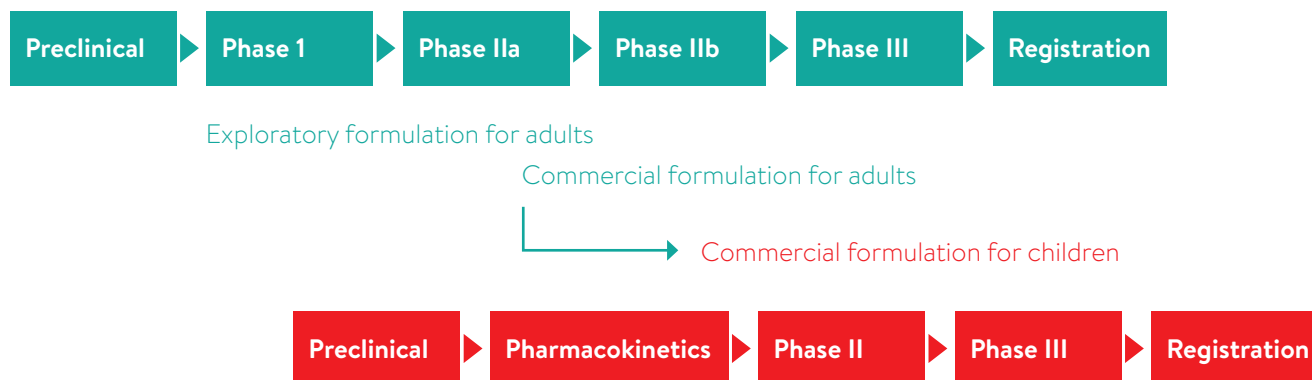 Preclinical Phase 1 Phase IIa Phase IIb Phase III Registration
Exploratory formulation for adults
Commercial formulation for adults
Commercial formulation for children
Preclinical Pharmacokinetics Phase II Phase III Registration